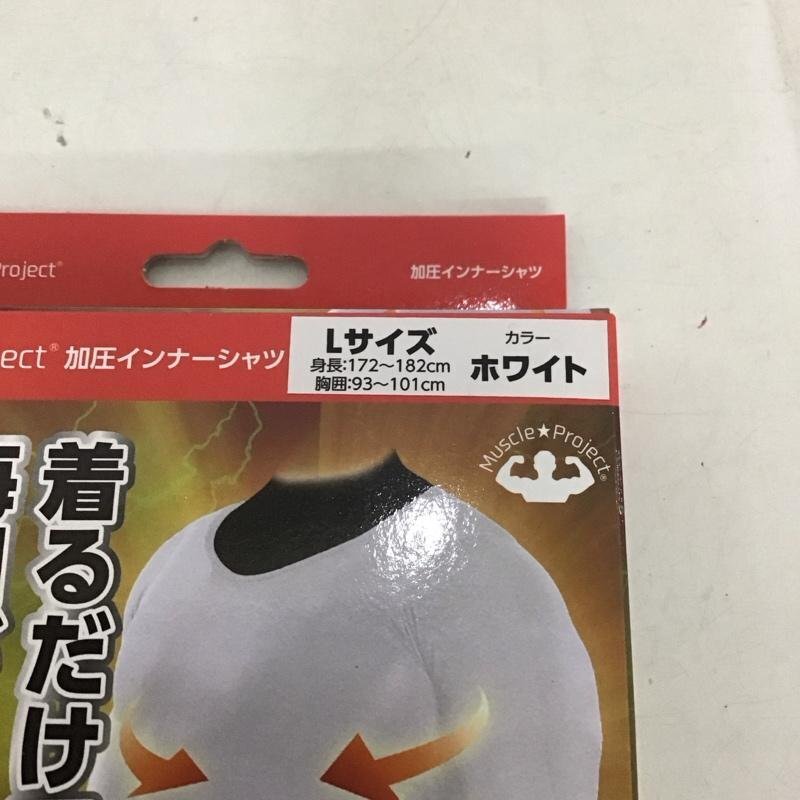 Project®
加圧インナーシャツ
ect® 加圧インナーシャツ
Lサイズ
身長:172～182cm
胸囲:93～101cm
カラー
ホワイト
Muscle★Project®
着るだけ